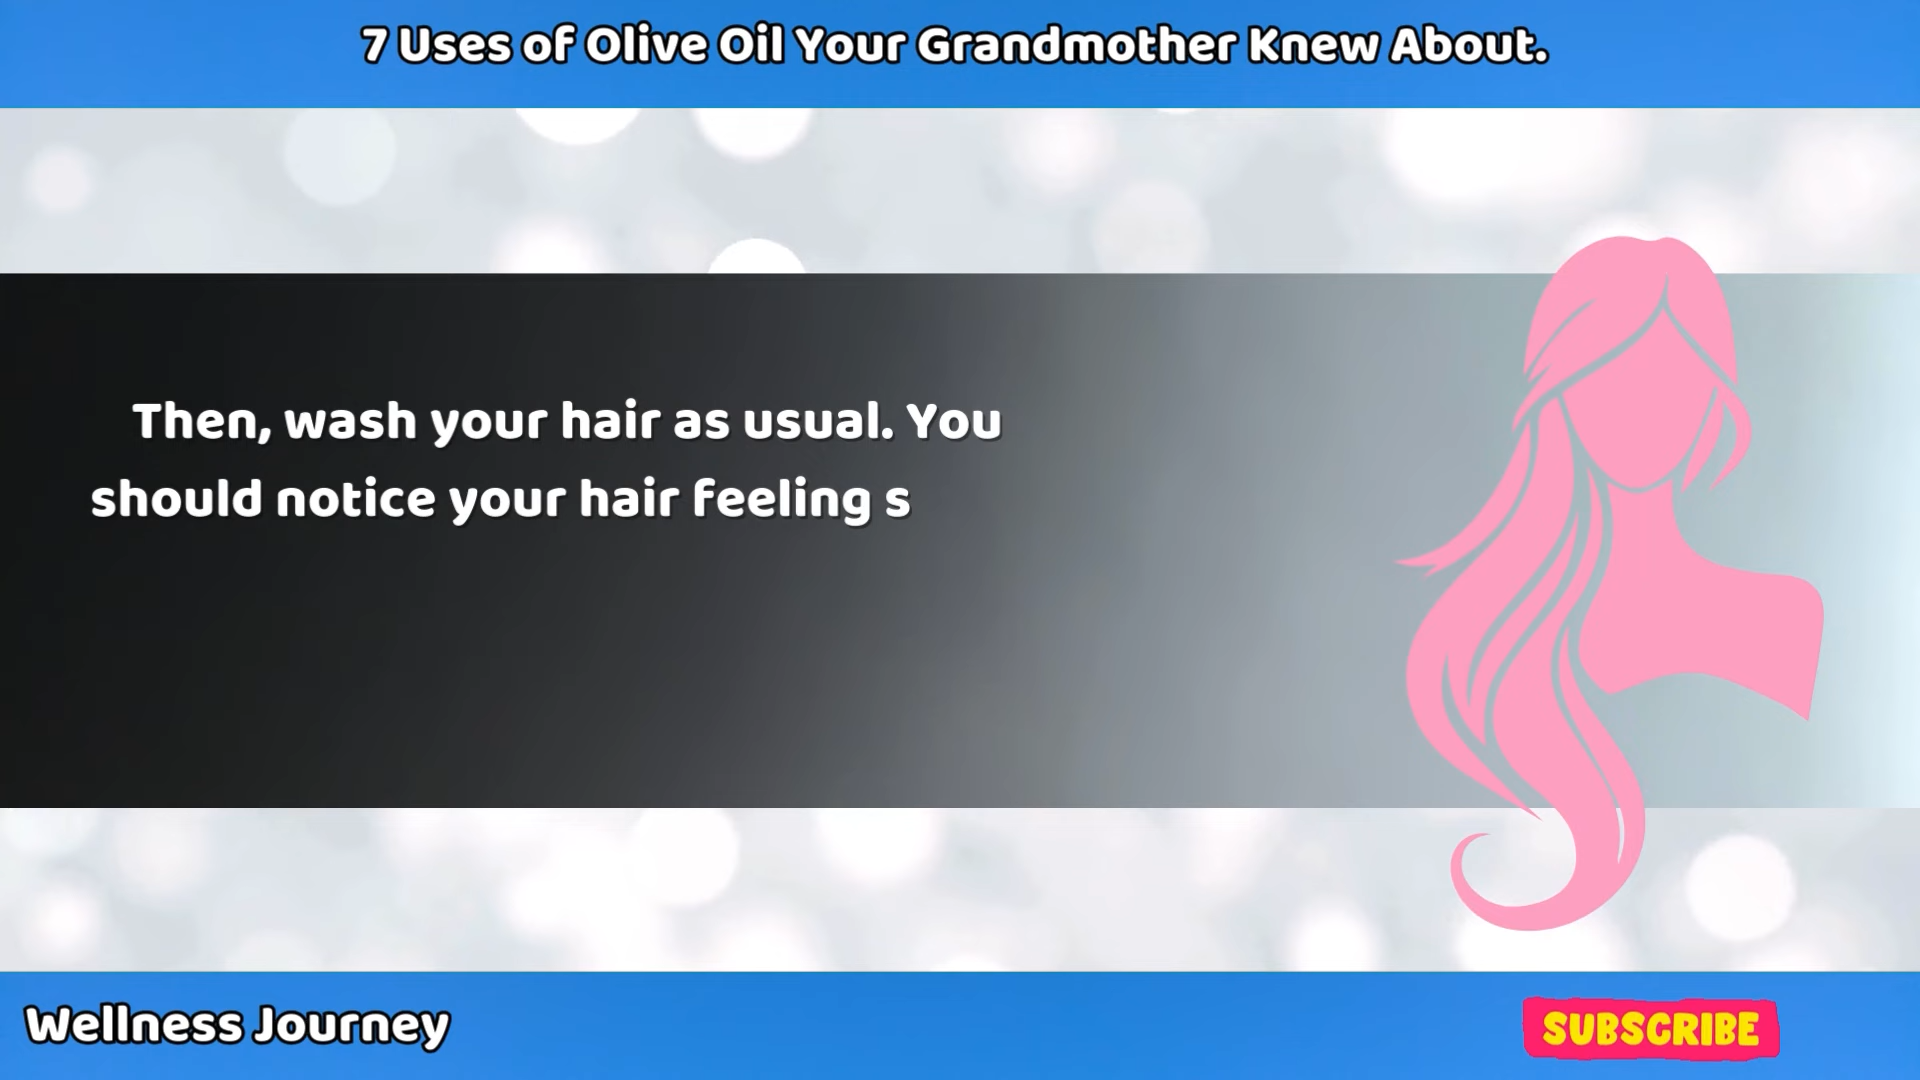 7 Uses of Olive Oil Your Grandmother Knew About.
Then, wash your hair as usual. You
should notice your hair feeling s
Wellness Journey
SUBSCRIBE